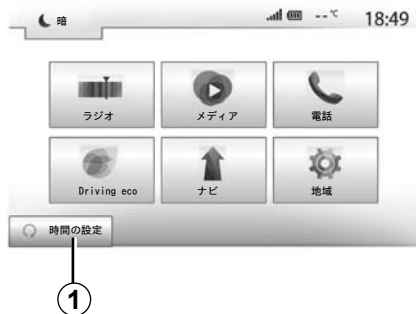 暗 --℃ 18:49
ラジオ メディア 電話
Driving eco ナビ 地域
時間の設定
1